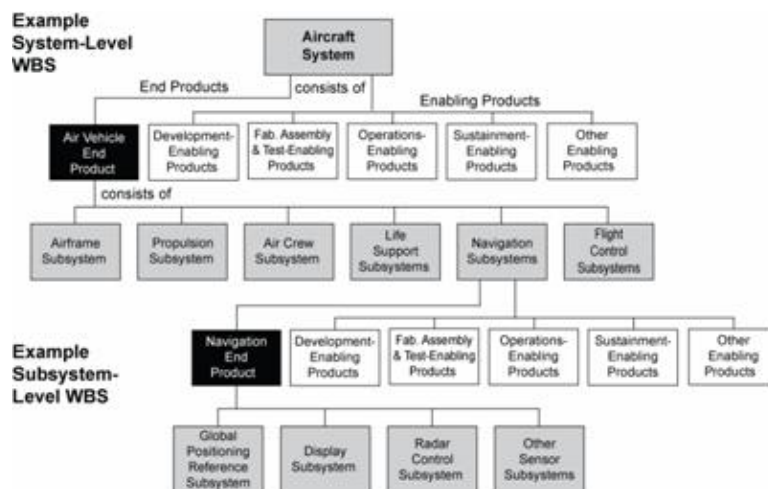 Example
System-Level
WBS
Aircraft
System
End Products
consists of
Enabling Products
Air Vehicle
End
Product
Development-
Enabling
Products
Fab. Assembly
& Test-Enabling
Products
Operations-
Enabling
Products
Sustainment-
Enabling
Products
Other
Enabling
Products
consists of
Airframe
Subsystem
Propulsion
Subsystem
Air Crew
Subsystem
Life
Support
Subsystems
Navigation
Subsystems
Flight
Control
Subsystems
Example
Subsystem-
Level WBS
Navigation
End
Product
Development-
Enabling
Products
Fab. Assembly
& Test-Enabling
Products
Operations-
Enabling
Products
Sustainment-
Enabling
Products
Other
Enabling
Products
Global
Positioning
Reference
Subsystem
Display
Subsystem
Radar
Control
Subsystem
Other
Sensor
Subsystems